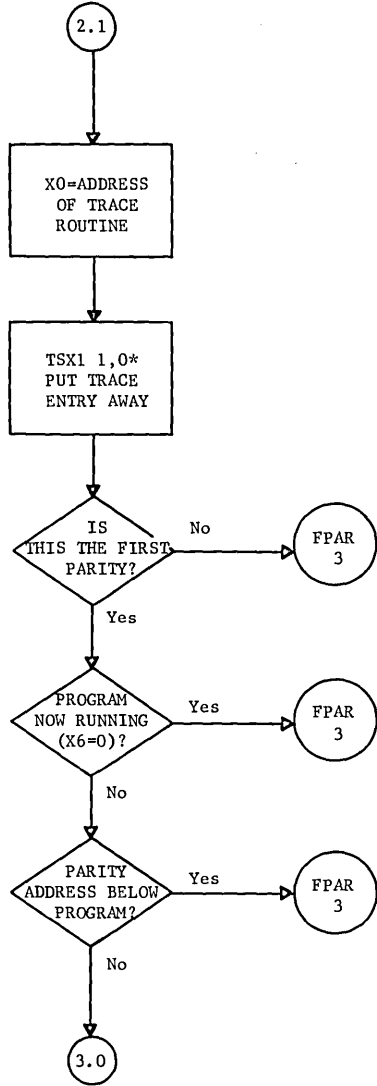 2.1
X0=ADDRESS
OF TRACE
ROUTINE
TSX1 1,0*
PUT TRACE
ENTRY AWAY
IS
THIS THE FIRST
PARITY?
No
FPAR
3
Yes
PROGRAM
NOW RUNNING
(X6=0)?
Yes
FPAR
3
No
PARITY
ADDRESS BELOW
PROGRAM?
Yes
FPAR
3
No
3.0